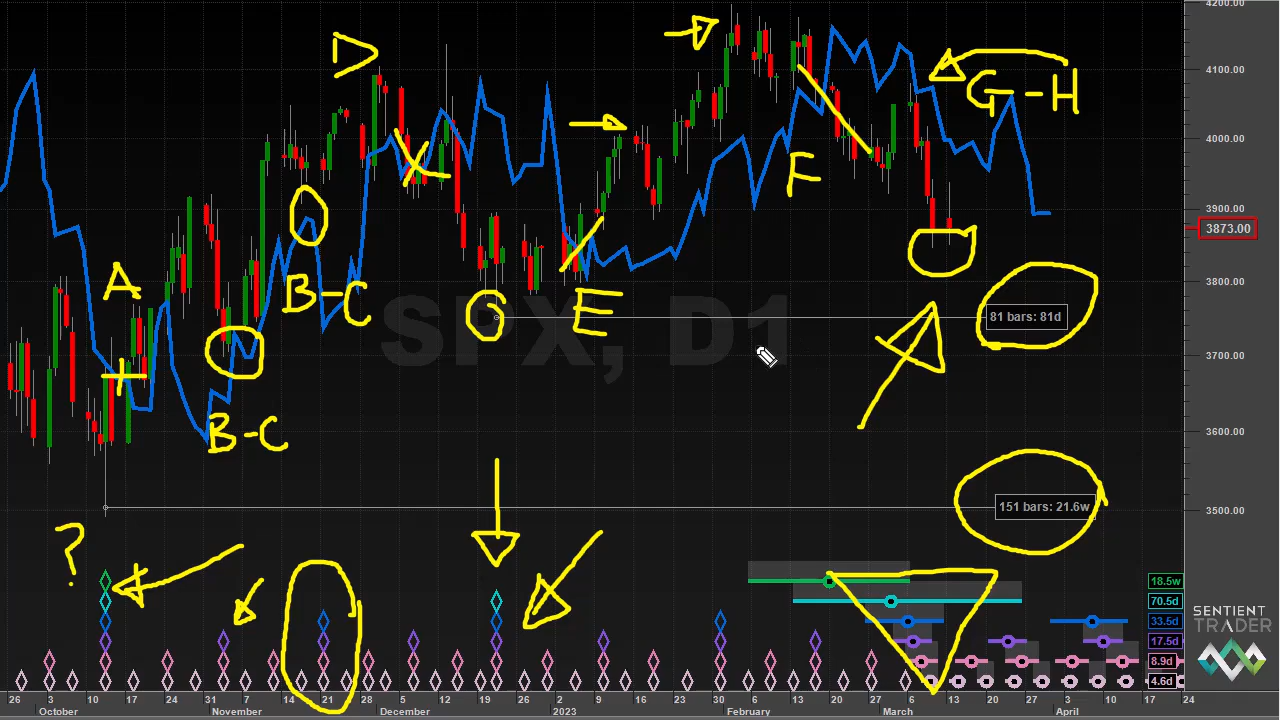 4200.00
D
4100.00
G-H
4000.00
F
3900.00
3873.00
A
B-C
3800.00
E
81 bars: 81d
SPX, D1
3700.00
B-C
3600.00
151 bars: 21.6w
3500.00
?
18.5w
70.5d
33.5d
17.5d
8.9d
4.6d
SENTIENT
TRADER
26 3 10 17 24 31 7 14 21 28 5 12 19 26 2 9 16 23 30 6 13 20 27 6 13 20 27 3 10 17 24
October November December 2023 February March April